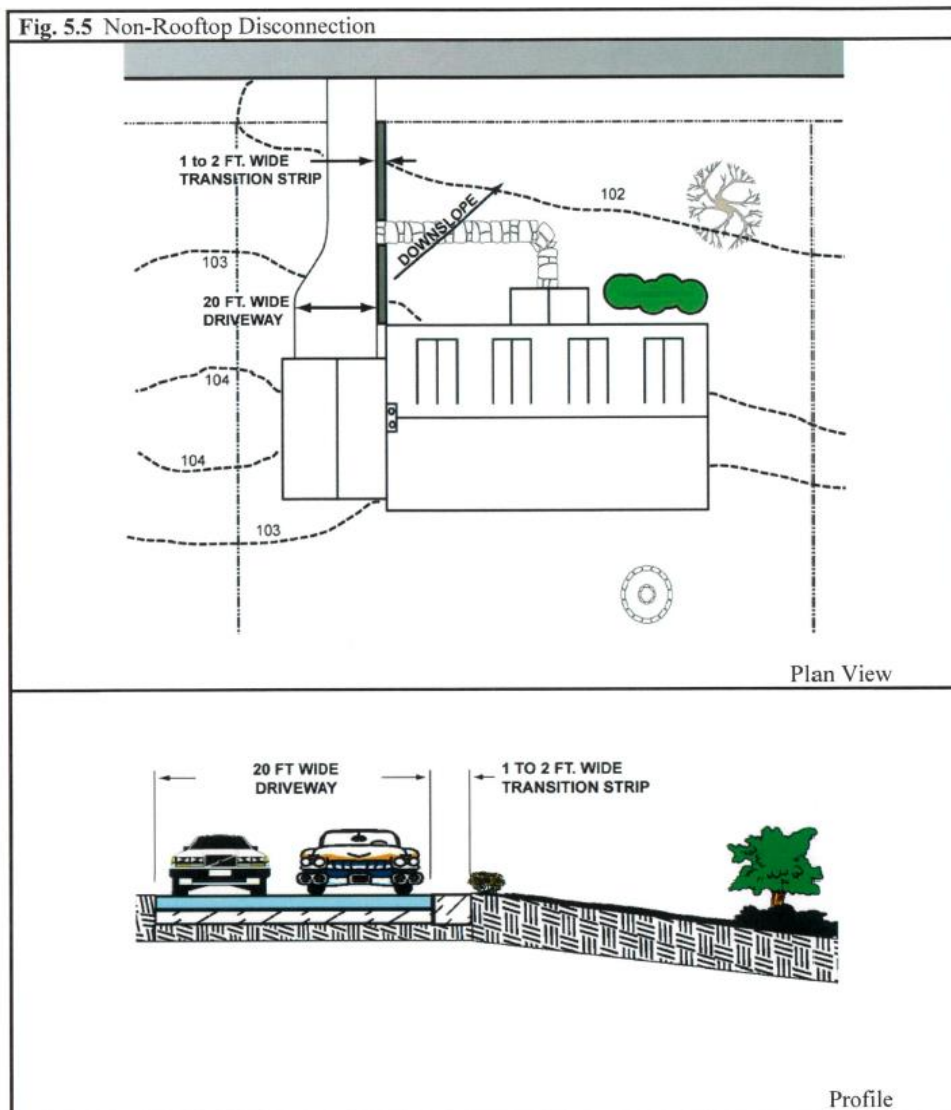 Fig. 5.5 Non-Rooftop Disconnection
1 to 2 FT. WIDE
TRANSITION STRIP
102
DOWNSLOPE
103
20 FT. WIDE
DRIVEWAY
104
104
103
Plan View
20 FT WIDE
DRIVEWAY
1 TO 2 FT. WIDE
TRANSITION STRIP
Profile